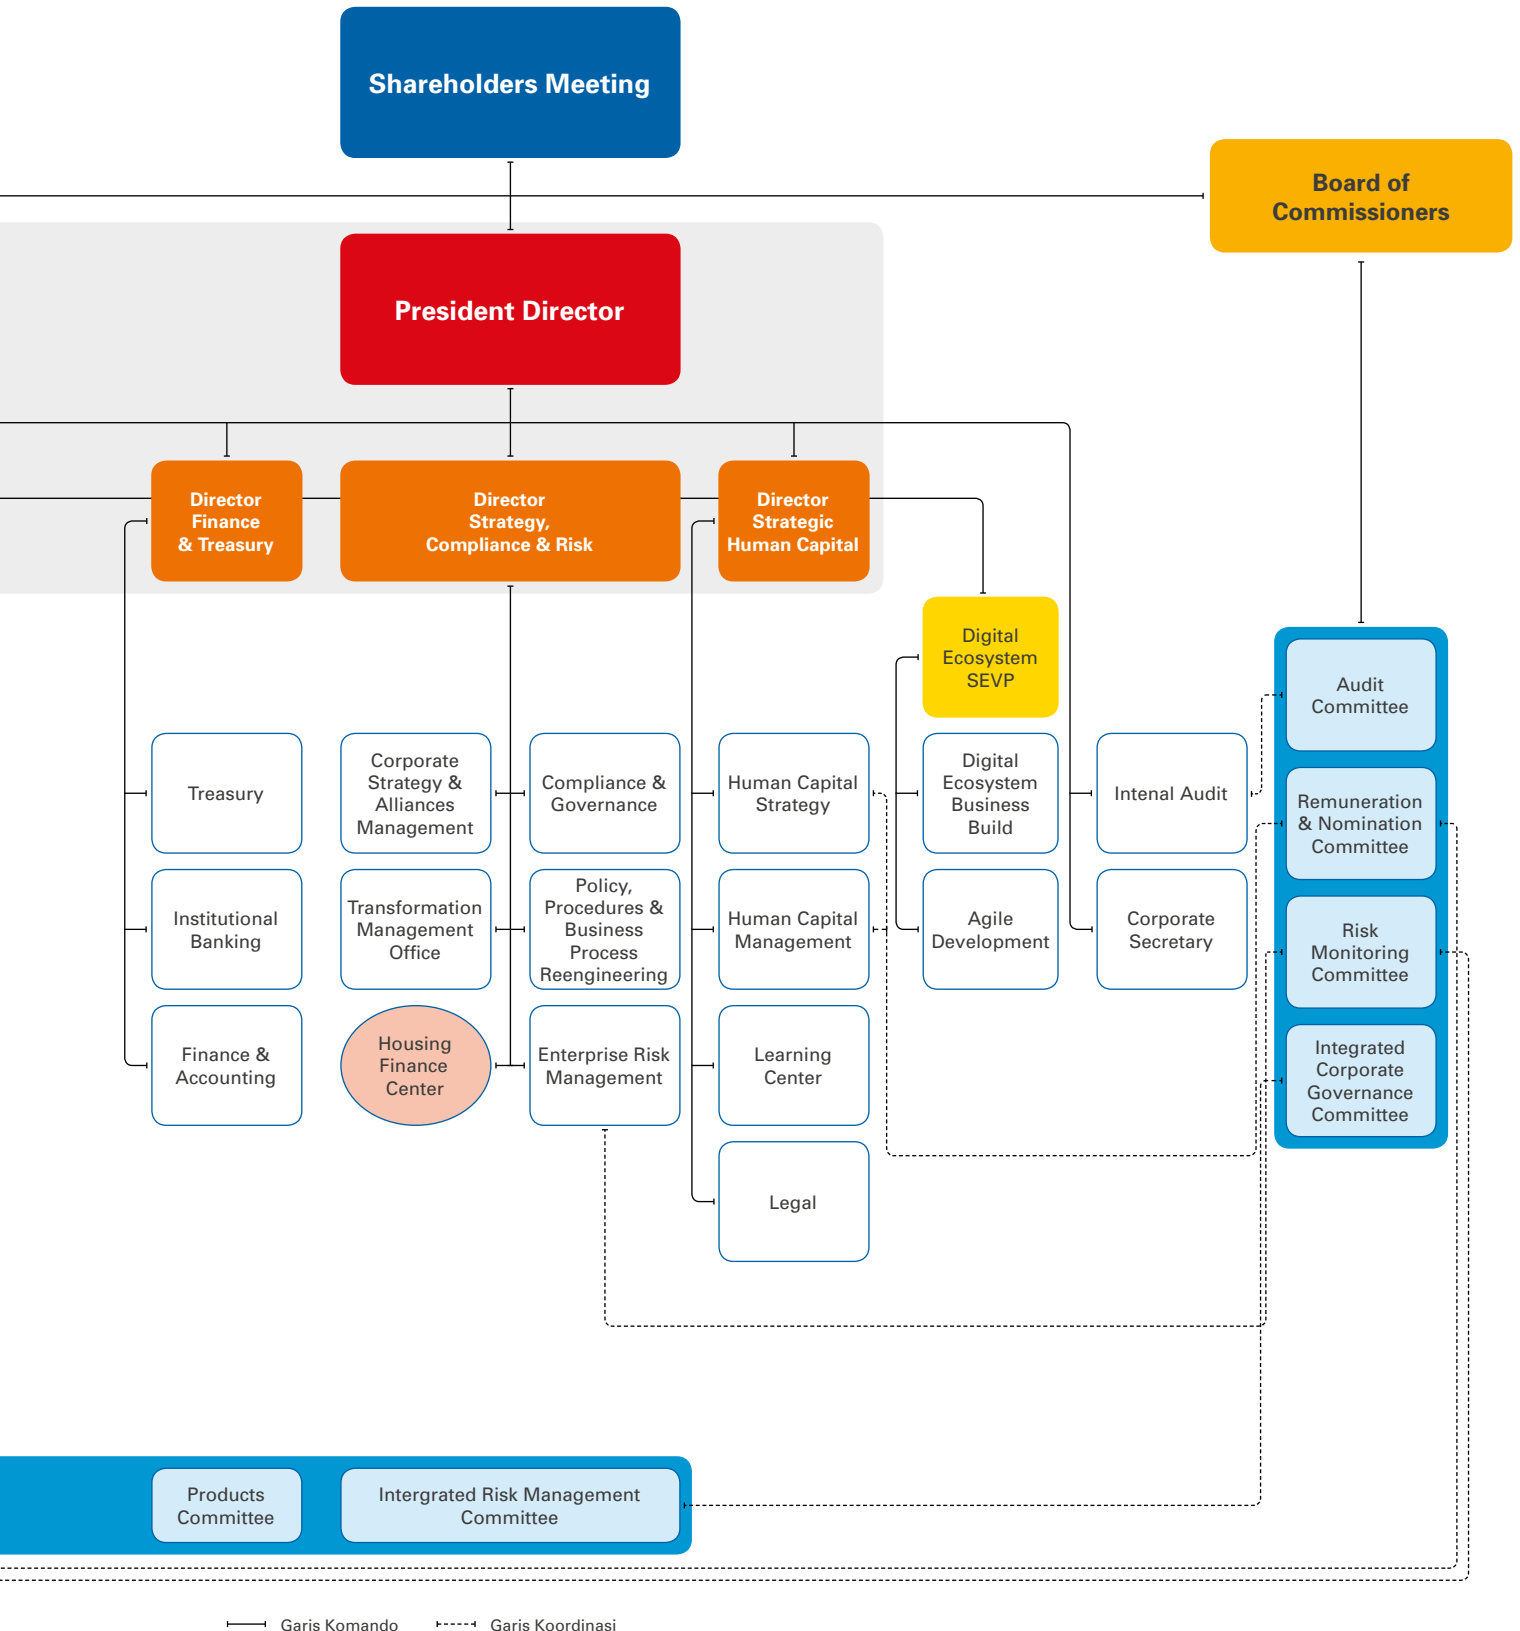 Shareholders Meeting
Board of
Commissioners
President Director
Director
Finance
& Treasury
Director
Strategy,
Compliance & Risk
Director
Strategic
Human Capital
Digital
Ecosystem
SEVP
Treasury
Institutional
Banking
Finance &
Accounting
Corporate
Strategy &
Alliances
Management
Transformation
Management
Office
Housing
Finance
Center
Compliance &
Governance
Policy,
Procedures &
Business
Process
Reengineering
Enterprise Risk
Management
Human Capital
Strategy
Human Capital
Management
Learning
Center
Legal
Digital
Ecosystem
Business
Build
Agile
Development
Intenal Audit
Corporate
Secretary
Audit
Committee
Remuneration
& Nomination
Committee
Risk
Monitoring
Committee
Integrated
Corporate
Governance
Committee
Products
Committee
Intergrated Risk Management
Committee
Garis Komando
Garis Koordinasi